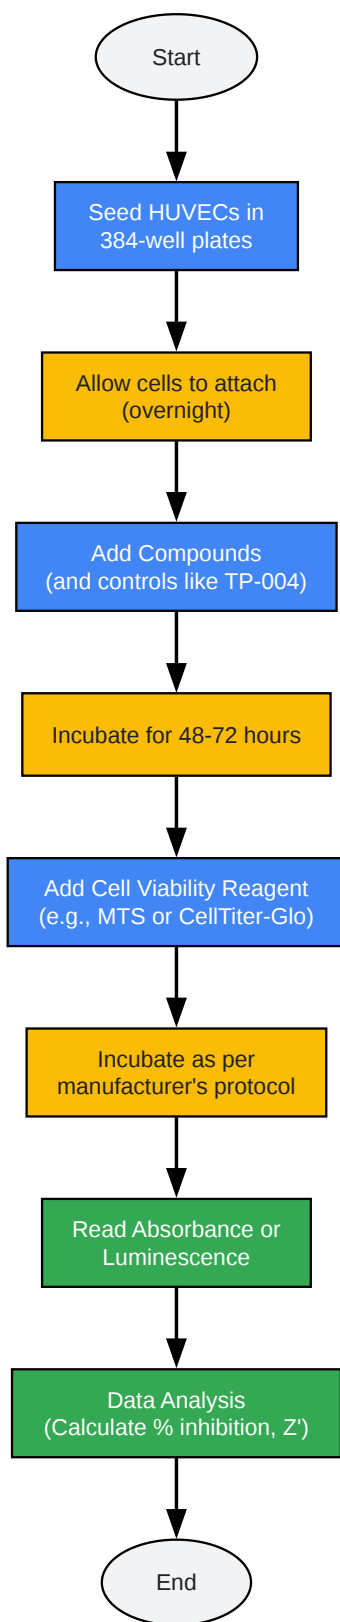 Start
Seed HUVECs in
384-well plates
Allow cells to attach
(overnight)
Add Compounds
(and controls like TP-004)
Incubate for 48-72 hours
Add Cell Viability Reagent
(e.g., MTS or CellTiter-Glo)
Incubate as per
manufacturer's protocol
Read Absorbance or
Luminescence
Data Analysis
(Calculate % inhibition, Z')
End